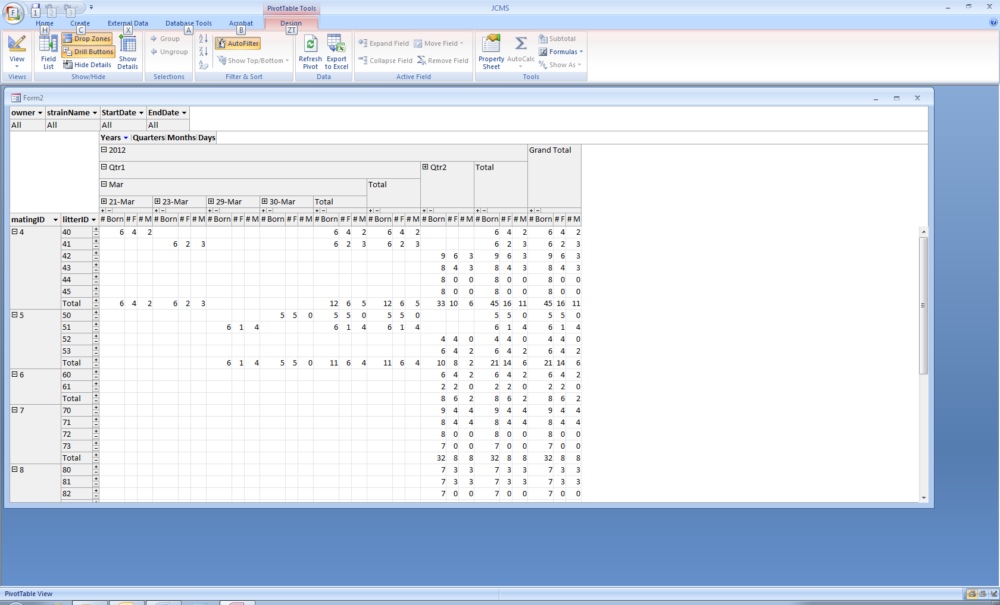 PivotTable Tools JCMS
F 1 2 3
Home Create External Data Database Tools Acrobat Design
H C X A B ZT
View
Views
Field List
Drop Zones
Drill Buttons
Hide Details
Show Details
Show/Hide
Group
Ungroup
Selections
AutoFilter
Show Top/Bottom
Filter & Sort
Refresh Pivot
Export to Excel
Data
Expand Field
Collapse Field
Move Field
Remove Field
Active Field
Property Sheet
AutoCalc
Subtotal
Formulas
Show As
Tools
Form2
owner strainName StartDate EndDate
All All All All
Years Quarters Months Days
2012 Grand Total
Qtr1 Qtr2 Total
Mar Total
21-Mar 23-Mar 29-Mar 30-Mar Total
matingID litterID # Born # F # M # Born # F # M # Born # F # M # Born # F # M # Born # F # M # Born # F # M # Born # F # M # Born # F # M # Born # F # M
4 40 6 4 2 6 4 2 6 4 2 6 4 2 6 4 2
41 6 2 3 6 2 3 6 2 3 6 2 3 6 2 3
42 9 6 3 9 6 3 9 6 3
43 8 4 3 8 4 3 8 4 3
44 8 0 0 8 0 0 8 0 0
45 8 0 0 8 0 0 8 0 0
Total 6 4 2 6 2 3 12 6 5 12 6 5 33 10 6 45 16 11 45 16 11
5 50 5 5 0 5 5 0 5 5 0 5 5 0 5 5 0
51 6 1 4 6 1 4 6 1 4 6 1 4 6 1 4
52 4 4 0 4 4 0 4 4 0
53 6 4 2 6 4 2 6 4 2
Total 6 1 4 5 5 0 11 6 4 11 6 4 10 8 2 21 14 6 21 14 6
6 60 6 4 2 6 4 2 6 4 2
61 2 2 0 2 2 0 2 2 0
Total 8 6 2 8 6 2 8 6 2
7 70 9 4 4 9 4 4 9 4 4
71 8 4 4 8 4 4 8 4 4
72 8 0 0 8 0 0 8 0 0
73 7 0 0 7 0 0 7 0 0
Total 32 8 8 32 8 8 32 8 8
8 80 7 3 3 7 3 3 7 3 3
81 7 3 3 7 3 3 7 3 3
82 7 0 0 7 0 0 7 0 0
PivotTable View